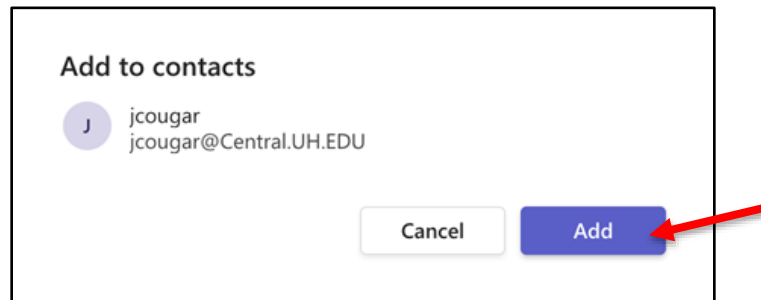 Add to contacts
J
jcougar
jcougar@Central.UH.EDU
Cancel Add